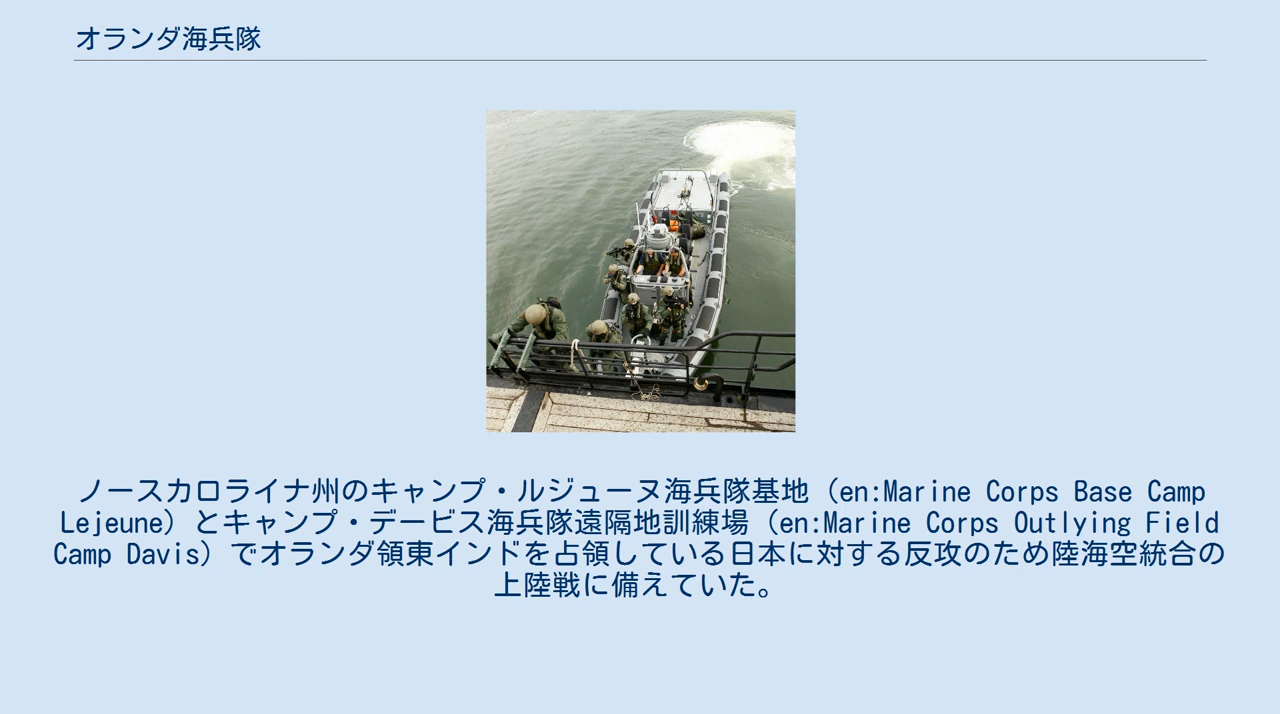 オランダ海兵隊
ノースカロライナ州のキャンプ・ルジューヌ海兵隊基地（en:Marine Corps Base Camp
Lejeune）とキャンプ・デービス海兵隊遠隔地訓練場（en:Marine Corps Outlying Field
Camp Davis）でオランダ領東インドを占領している日本に対する反攻のため陸海空統合の
上陸戦に備えていた。